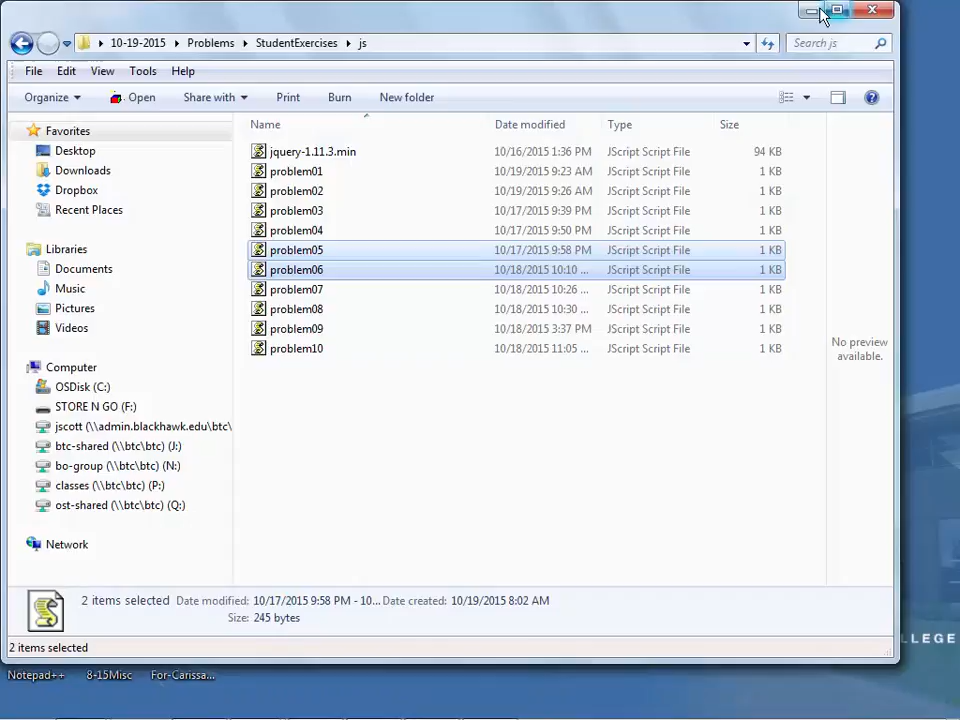 10-19-2015 Problems StudentExercises js Search js
File Edit View Tools Help
Organize Open Share with Print Burn New folder
Favorites
Desktop
Downloads
Dropbox
Recent Places
Libraries
Documents
Music
Pictures
Videos
Computer
OSDisk (C:)
STORE N GO (F:)
jscott (\\admin.blackhawk.edu\btc\
btc-shared (\\btc\btc) (J:)
bo-group (\\btc\btc) (N:)
classes (\\btc\btc) (P:)
ost-shared (\\btc\btc) (Q:)
Network
Name Date modified Type Size
jquery-1.11.3.min 10/16/2015 1:36 PM JScript Script File 94 KB
problem01 10/19/2015 9:23 AM JScript Script File 1 KB
problem02 10/19/2015 9:26 AM JScript Script File 1 KB
problem03 10/17/2015 9:39 PM JScript Script File 1 KB
problem04 10/17/2015 9:50 PM JScript Script File 1 KB
problem05 10/17/2015 9:58 PM JScript Script File 1 KB
problem06 10/18/2015 10:10 ... JScript Script File 1 KB
problem07 10/18/2015 10:26 ... JScript Script File 1 KB
problem08 10/18/2015 10:30 ... JScript Script File 1 KB
problem09 10/18/2015 3:37 PM JScript Script File 1 KB
problem10 10/18/2015 11:05 ... JScript Script File 1 KB
No preview
available.
2 items selected Date modified: 10/17/2015 9:58 PM - 10... Date created: 10/19/2015 8:02 AM
Size: 245 bytes
2 items selected
LLEGE
Notepad++ 8-15Misc For-Carissa...